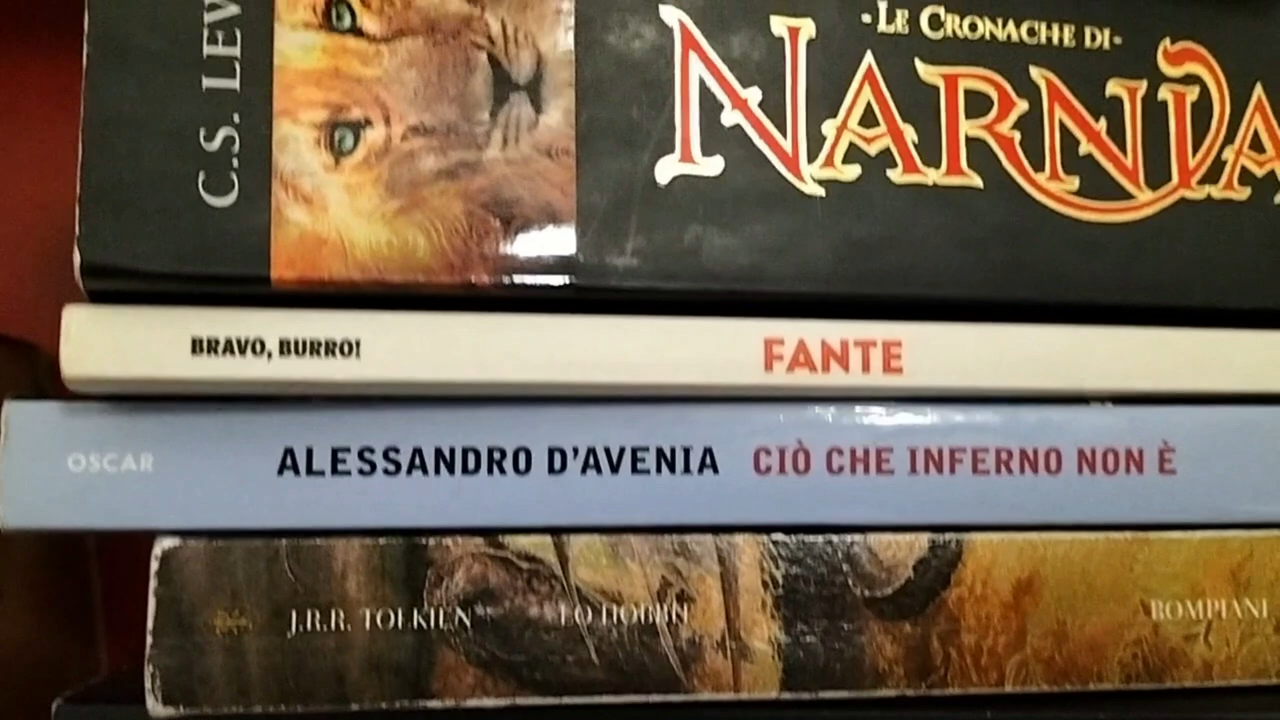 C.S. LEW
·LE CRONACHE DI·
NARNIA
BRAVO, BURRO!
FANTE
OSCAR
ALESSANDRO D'AVENIA CIÒ CHE INFERNO NON È
J.R.R. TOLKIEN
LO HOBBIT
BOMPIANI